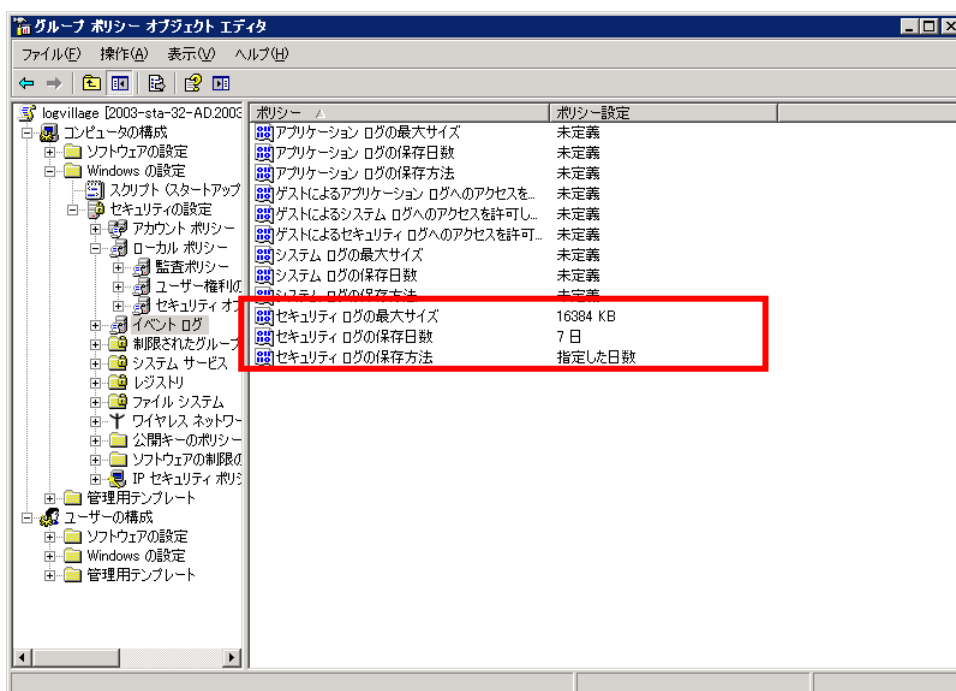 グループ ポリシー オブジェクト エディタ
ファイル(F) 操作(A) 表示(V) ヘルプ(H)
logvillage [2003-sta-32-AD.2003
コンピュータの構成
ソフトウェアの設定
Windows の設定
スクリプト (スタートアップ
セキュリティの設定
アカウント ポリシー
ローカル ポリシー
監査ポリシー
ユーザー権利の
セキュリティ オプ
イベント ログ
制限されたグループ
システム サービス
レジストリ
ファイル システム
ワイヤレス ネットワー
公開キーのポリシー
ソフトウェアの制限の
IP セキュリティ ポリシ
管理用テンプレート
ユーザーの構成
ソフトウェアの設定
Windows の設定
管理用テンプレート
ポリシー ポリシー設定
アプリケーション ログの最大サイズ 未定義
アプリケーション ログの保存日数 未定義
アプリケーション ログの保存方法 未定義
ゲストによるアプリケーション ログへのアクセスを... 未定義
ゲストによるシステム ログへのアクセスを許可し... 未定義
ゲストによるセキュリティ ログへのアクセスを許可... 未定義
システム ログの最大サイズ 未定義
システム ログの保存日数 未定義
システム ログの保存方法 未定義
セキュリティ ログの最大サイズ 16384 KB
セキュリティ ログの保存日数 7 日
セキュリティ ログの保存方法 指定した日数